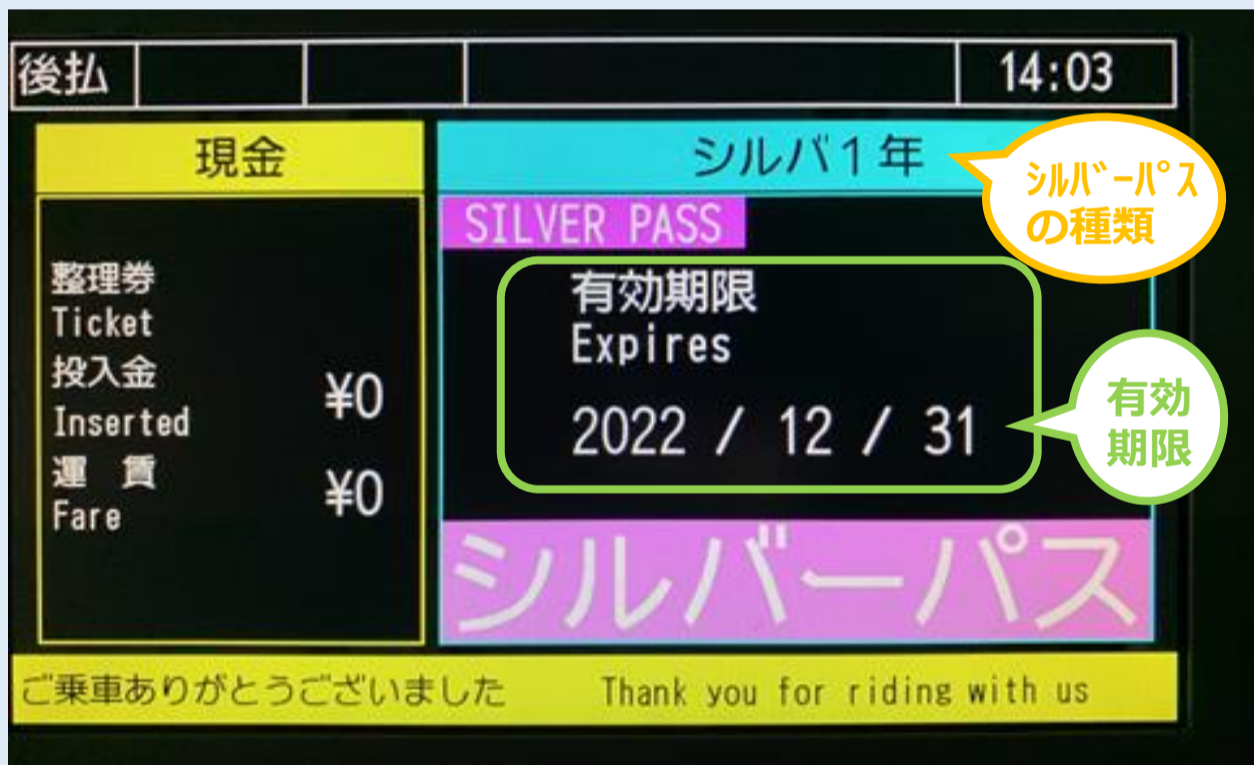 後払
14:03
現金
整理券
Ticket
投入金
Inserted
¥0
運 賃
Fare
¥0
シルバ1年
SILVER PASS
有効期限
Expires
2022 / 12 / 31
シルバーパス
ｼﾙﾊﾞｰﾊﾟｽ
の種類
有効
期限
ご乗車ありがとうございました Thank you for riding with us